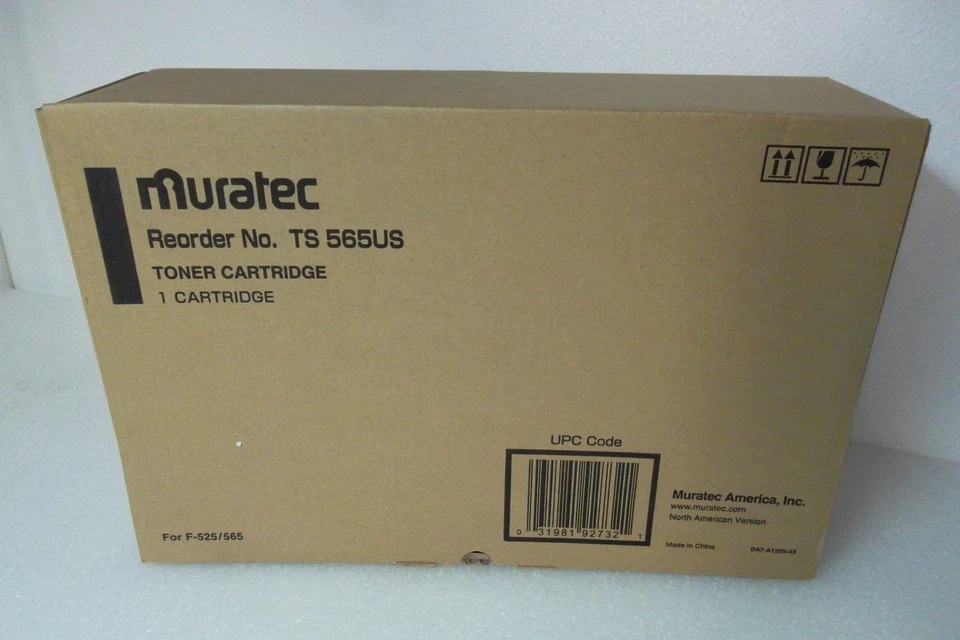 muratec
Reorder No. TS 565US
TONER CARTRIDGE
1 CARTRIDGE
UPC Code
0 31981 92732 1
Muratec America, Inc.
www.muratec.com
North American Version
For F-525/565
Made in China